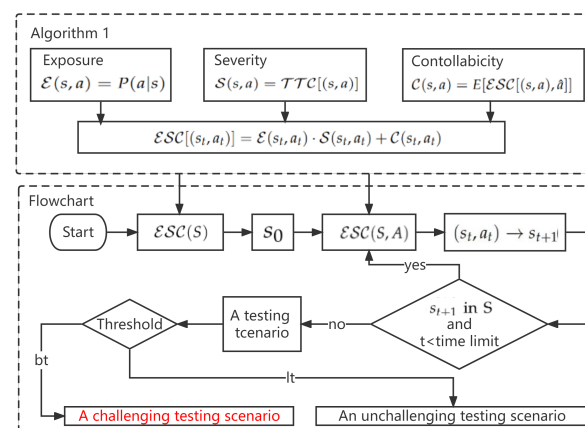 Algorithm 1
Exposure
ℰ(s,a) = P(a|s)
Severity
𝒮(s,a) = 𝒯𝒯𝒞[(s,a)]
Contollabicity
𝒞(s,a) = E[ℰ𝒮𝒞[(s,a),â]]
ℰ𝒮𝒞[(s_t,a_t)] = ℰ(s_t,a_t) · 𝒮(s_t,a_t) + 𝒞(s_t,a_t)
Flowchart
Start
ℰ𝒮𝒞(S)
s_0
ℰ𝒮𝒞(S,A)
(s_t,a_t) → s_{t+1}
yes
s_{t+1} in S
and
t<time limit
no
A testing
tcenario
Threshold
bt
lt
A challenging testing scenario
An unchallenging testing scenario